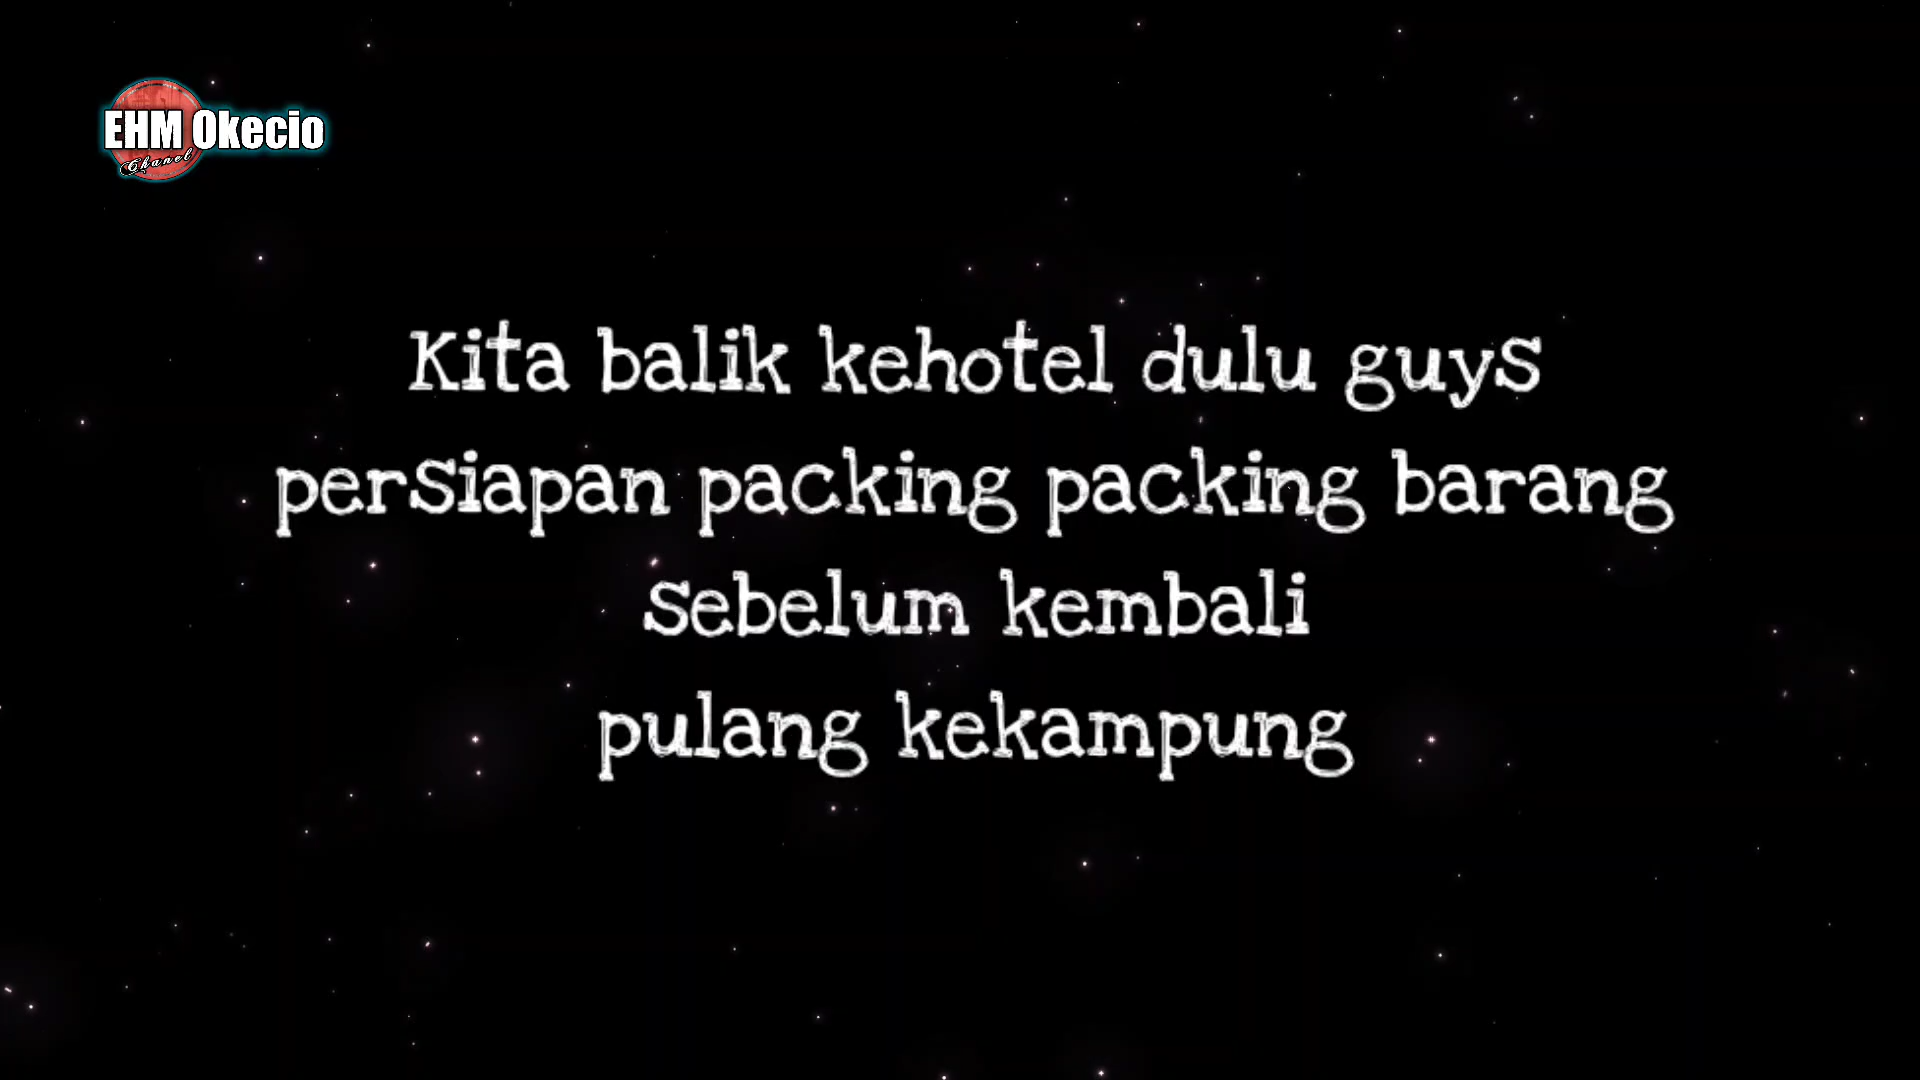 EHM Okecio
Chanel
Kita balik kehotel dulu guys
persiapan packing packing barang
sebelum kembali
pulang kekampung